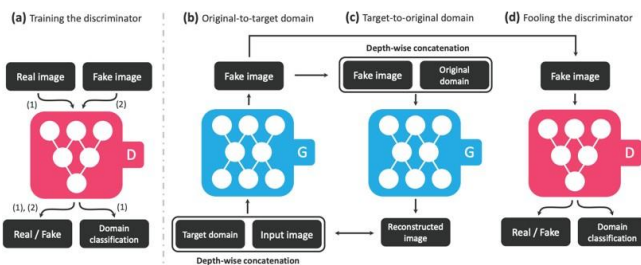 (a) Training the discriminator
(b) Original-to-target domain
(c) Target-to-original domain
(d) Fooling the discriminator
Real image
Fake image
(1)
(2)
D
(1), (2)
(1)
Real / Fake
Domain
classification
Fake image
G
Target domain
Input image
Depth-wise concatenation
Depth-wise concatenation
Fake image
Original
domain
G
Reconstructed
image
Fake image
D
Real / Fake
Domain
classification